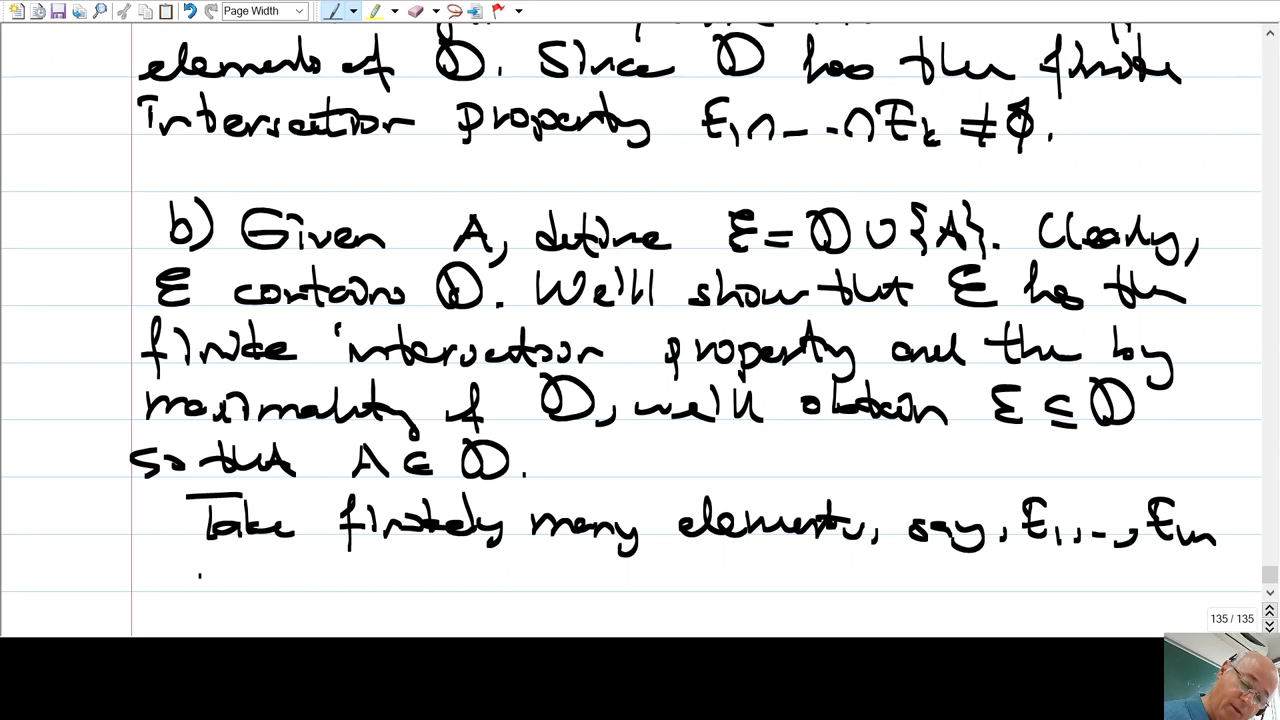 Page Width
elements of 𝔇. Since 𝔇 has the finite
intersection property E₁∩---∩E_k ≠ ∅.
b) Given A, define ℰ = 𝔇 ∪ {A}. Clearly,
ℰ contains 𝔇. We'll show that ℰ has the
finite intersection property and the by
maximality of 𝔇, we'll obtain ℰ ⊆ 𝔇
so that A ∈ 𝔇.
Take finitely many elements, say, E₁,..., E_m
135 / 135